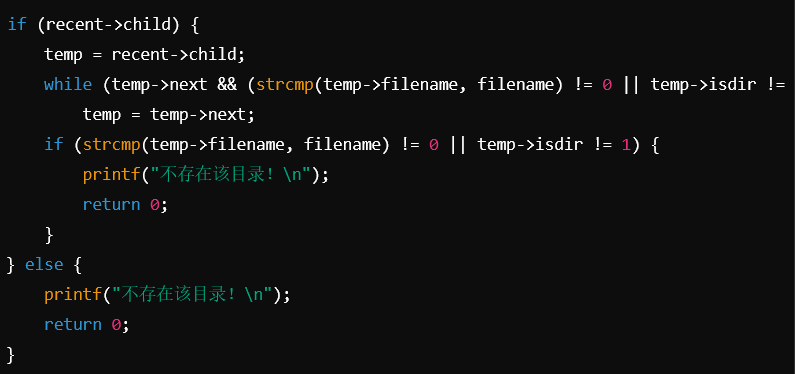 if (recent->child) {
    temp = recent->child;
    while (temp->next && (strcmp(temp->filename, filename) != 0 || temp->isdir !=
        temp = temp->next;
    if (strcmp(temp->filename, filename) != 0 || temp->isdir != 1) {
        printf("不存在该目录！\n");
        return 0;
    }
} else {
    printf("不存在该目录！\n");
    return 0;
}